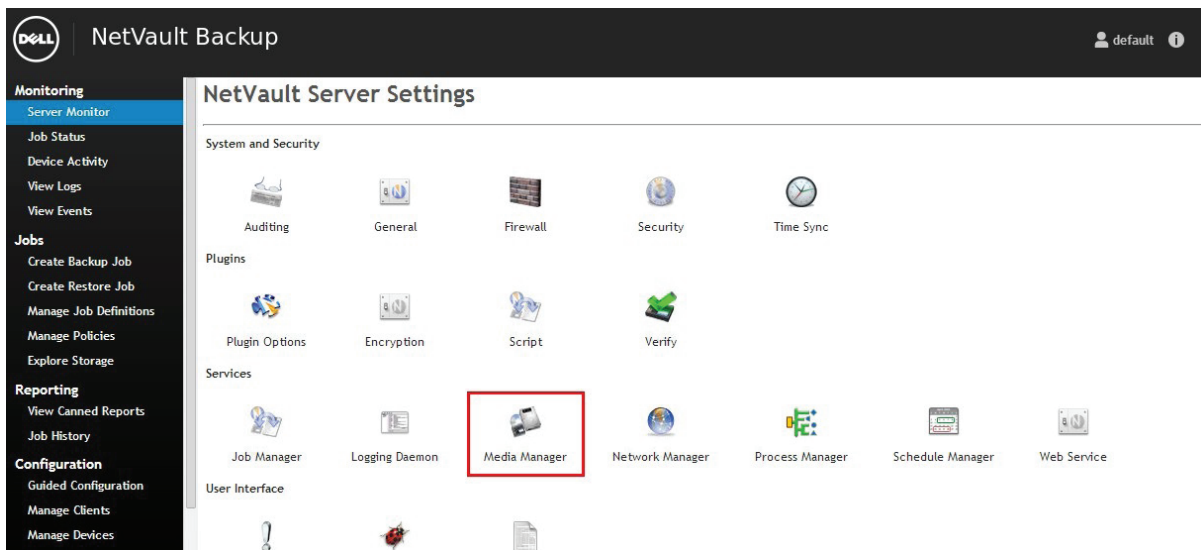 DELL
NetVault Backup
default
Monitoring
Server Monitor
Job Status
Device Activity
View Logs
View Events
Jobs
Create Backup Job
Create Restore Job
Manage Job Definitions
Manage Policies
Explore Storage
Reporting
View Canned Reports
Job History
Configuration
Guided Configuration
Manage Clients
Manage Devices
NetVault Server Settings
System and Security
Auditing
General
Firewall
Security
Time Sync
Plugins
Plugin Options
Encryption
Script
Verify
Services
Job Manager
Logging Daemon
Media Manager
Network Manager
Process Manager
Schedule Manager
Web Service
User Interface